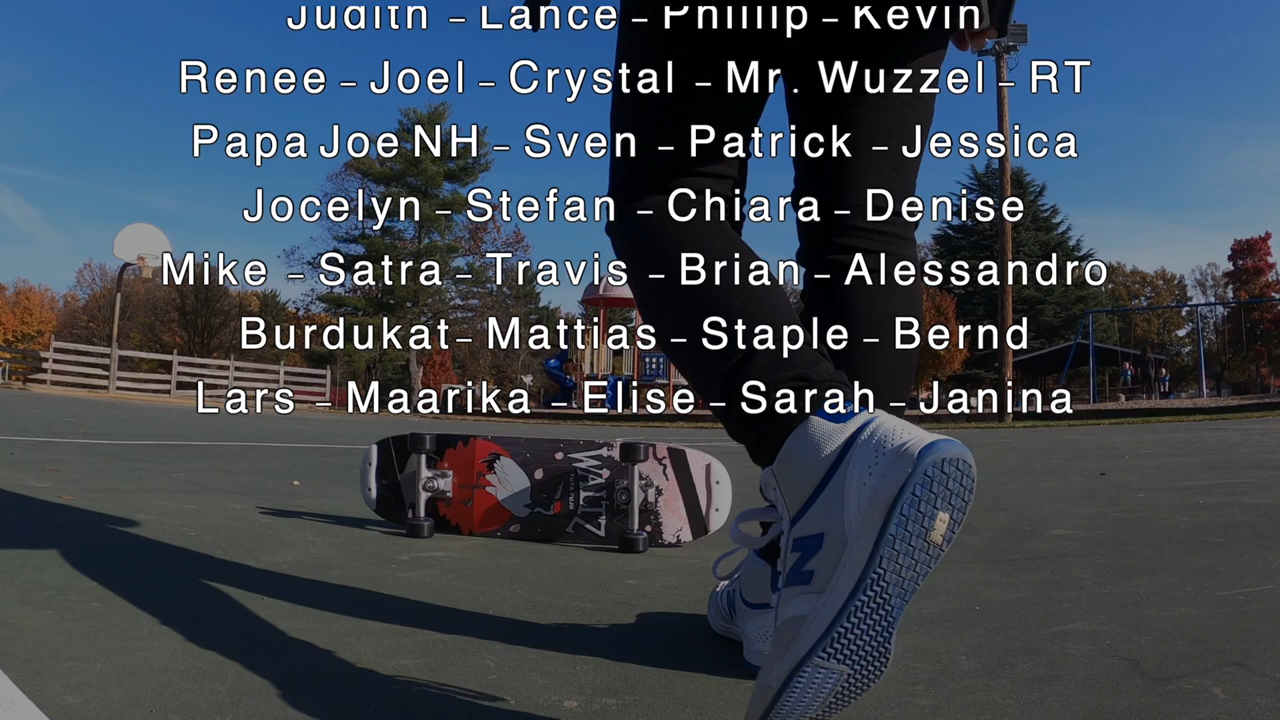 Judith – Lance – Phillip – Kevin
Renee – Joel – Crystal – Mr. Wuzzel – RT
Papa Joe NH – Sven – Patrick – Jessica
Jocelyn – Stefan – Chiara – Denise
Mike – Satra – Travis – Brian – Alessandro
Burdukat – Mattias – Staple – Bernd
Lars – Maarika – Elise – Sarah – Janina
WALTZ
N